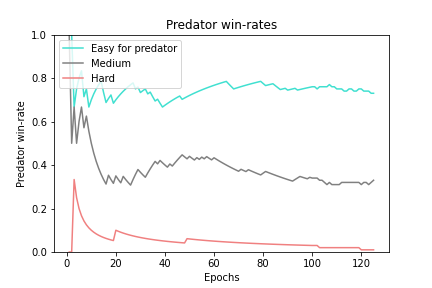 Predator win-rates
Easy for predator
Medium
Hard
Predator win-rate
1.0
0.8
0.6
0.4
0.2
0.0
0
20
40
60
80
100
120
Epochs